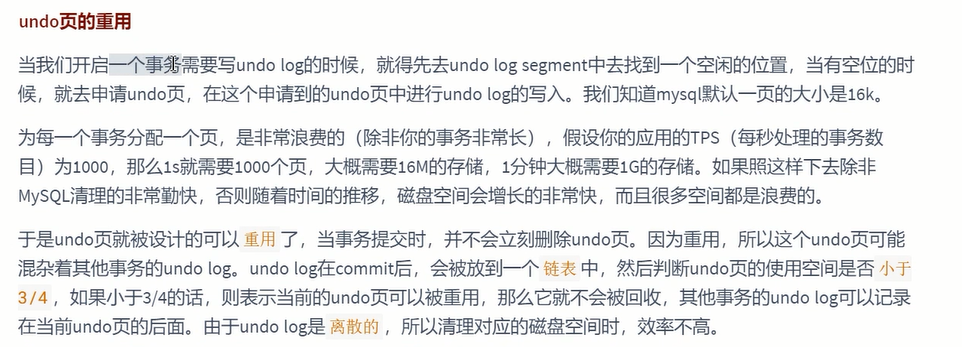 undo页的重用
当我们开启一个事务需要写undo log的时候，就得先去undo log segment中去找到一个空闲的位置，当有空位的时
候，就去申请undo页，在这个申请到的undo页中进行undo log的写入。我们知道mysql默认一页的大小是16k。
为每一个事务分配一个页，是非常浪费的（除非你的事务非常长），假设你的应用的TPS（每秒处理的事务数
目）为1000，那么1s就需要1000个页，大概需要16M的存储，1分钟大概需要1G的存储。如果照这样下去除非
MySQL清理的非常勤快，否则随着时间的推移，磁盘空间会增长的非常快，而且很多空间都是浪费的。
于是undo页就被设计的可以 重用 了，当事务提交时，并不会立刻删除undo页。因为重用，所以这个undo页可能
混杂着其他事务的undo log。undo log在commit后，会被放到一个 链表 中，然后判断undo页的使用空间是否 小于
3/4 ，如果小于3/4的话，则表示当前的undo页可以被重用，那么它就不会被回收，其他事务的undo log可以记录
在当前undo页的后面。由于undo log是 离散的 ，所以清理对应的磁盘空间时，效率不高。